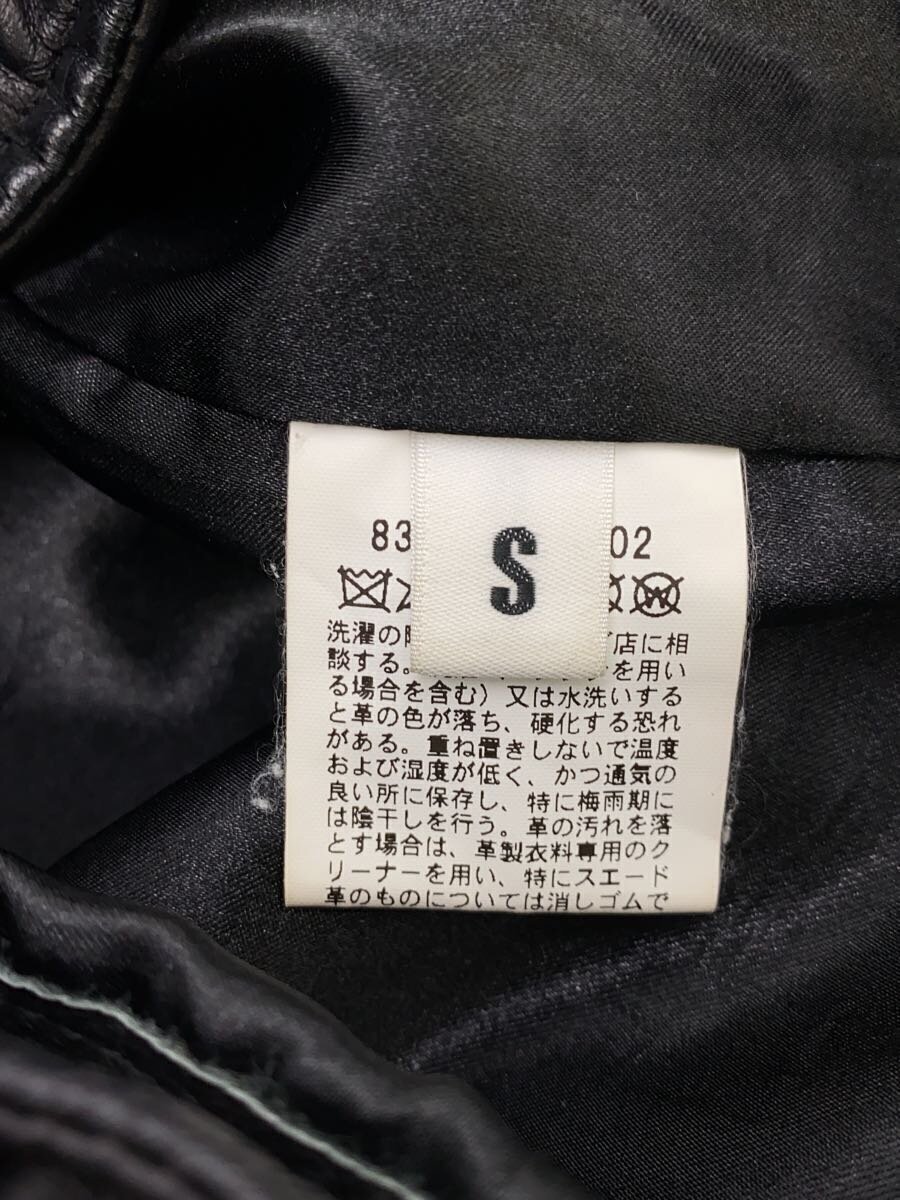 S
83 02
洗濯の 店に相
談する。 を用い
る場合を含む）又は水洗いする
と革の色が落ち、硬化する恐れ
がある。重ね置きしないで温度
および湿度が低く、かつ通気の
良い所に保存し、特に梅雨期に
は陰干しを行う。革の汚れを落
とす場合は、革製衣料専用のク
リーナーを用い、特にスエード
革のものについては消しゴムで